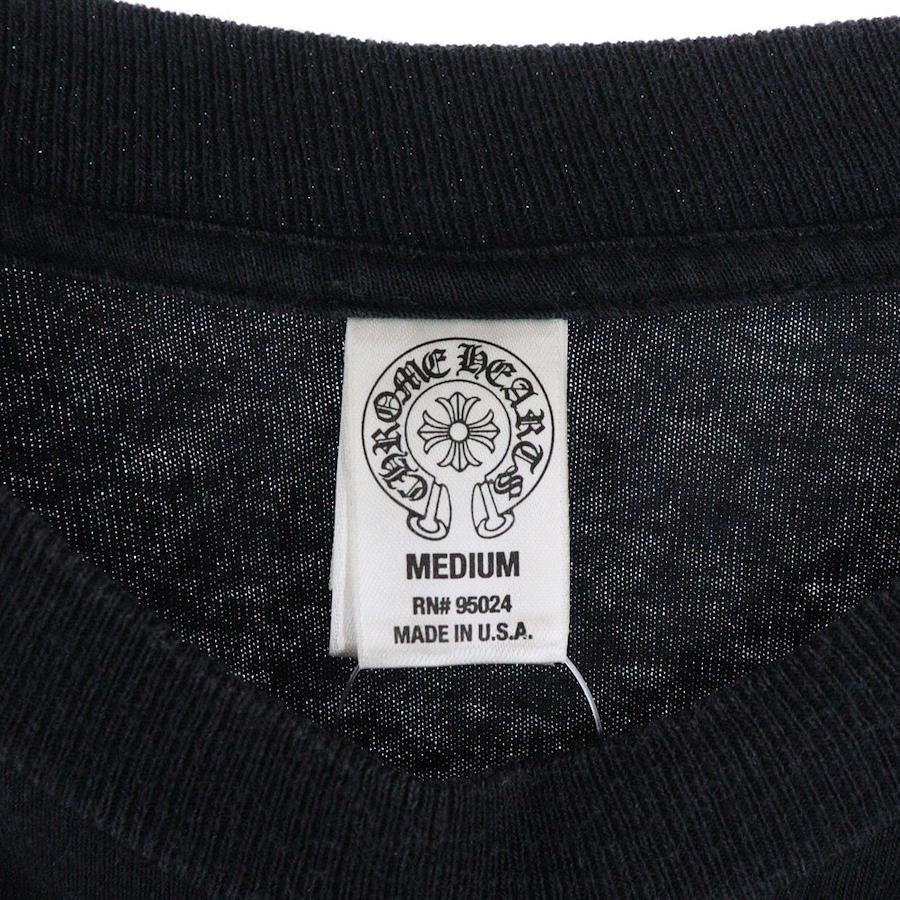 CHROME HEARTS
MEDIUM
RN# 95024
MADE IN U.S.A.